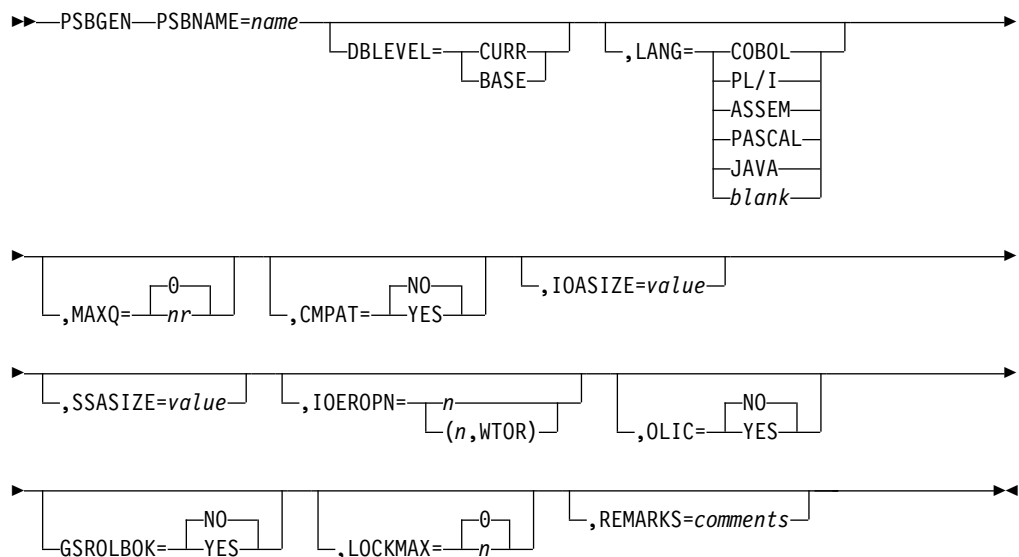 PSBGEN PSBNAME=name
DBLEVEL= CURR
BASE
,LANG= COBOL
PL/I
ASSEM
PASCAL
JAVA
blank
,MAXQ= 0
nr
,CMPAT= NO
YES
,IOASIZE=value
,SSASIZE=value
,IOEROPN= n
(n,WTOR)
,OLIC= NO
YES
GSROLBOK= NO
YES
,LOCKMAX= 0
n
,REMARKS=comments